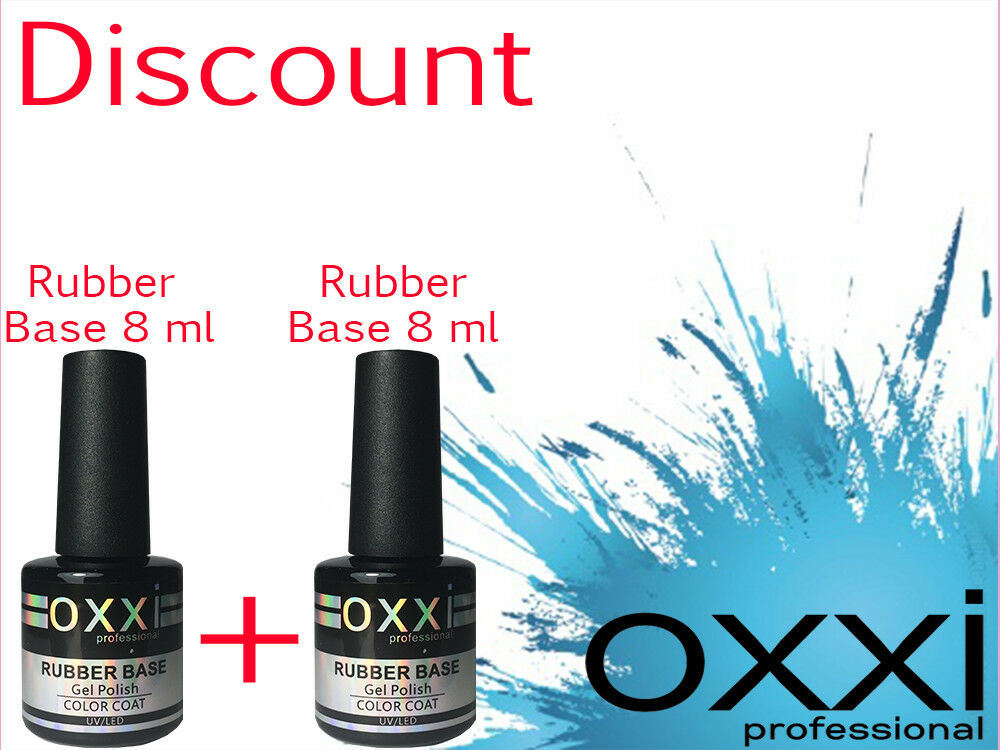 Discount
Rubber
Base 8 ml
Rubber
Base 8 ml
OXXi
professional
RUBBER BASE
Gel Polish
COLOR COAT
UV/LED
+
OXXi
professional
RUBBER BASE
Gel Polish
COLOR COAT
UV/LED
oxxi
professional